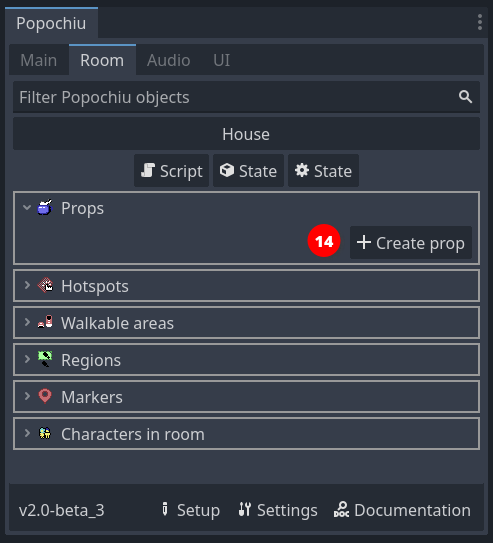 Popochiu
Main Room Audio UI
Filter Popochiu objects
House
Script State State
Props
14 + Create prop
Hotspots
Walkable areas
Regions
Markers
Characters in room
v2.0-beta_3 Setup Settings DOC Documentation